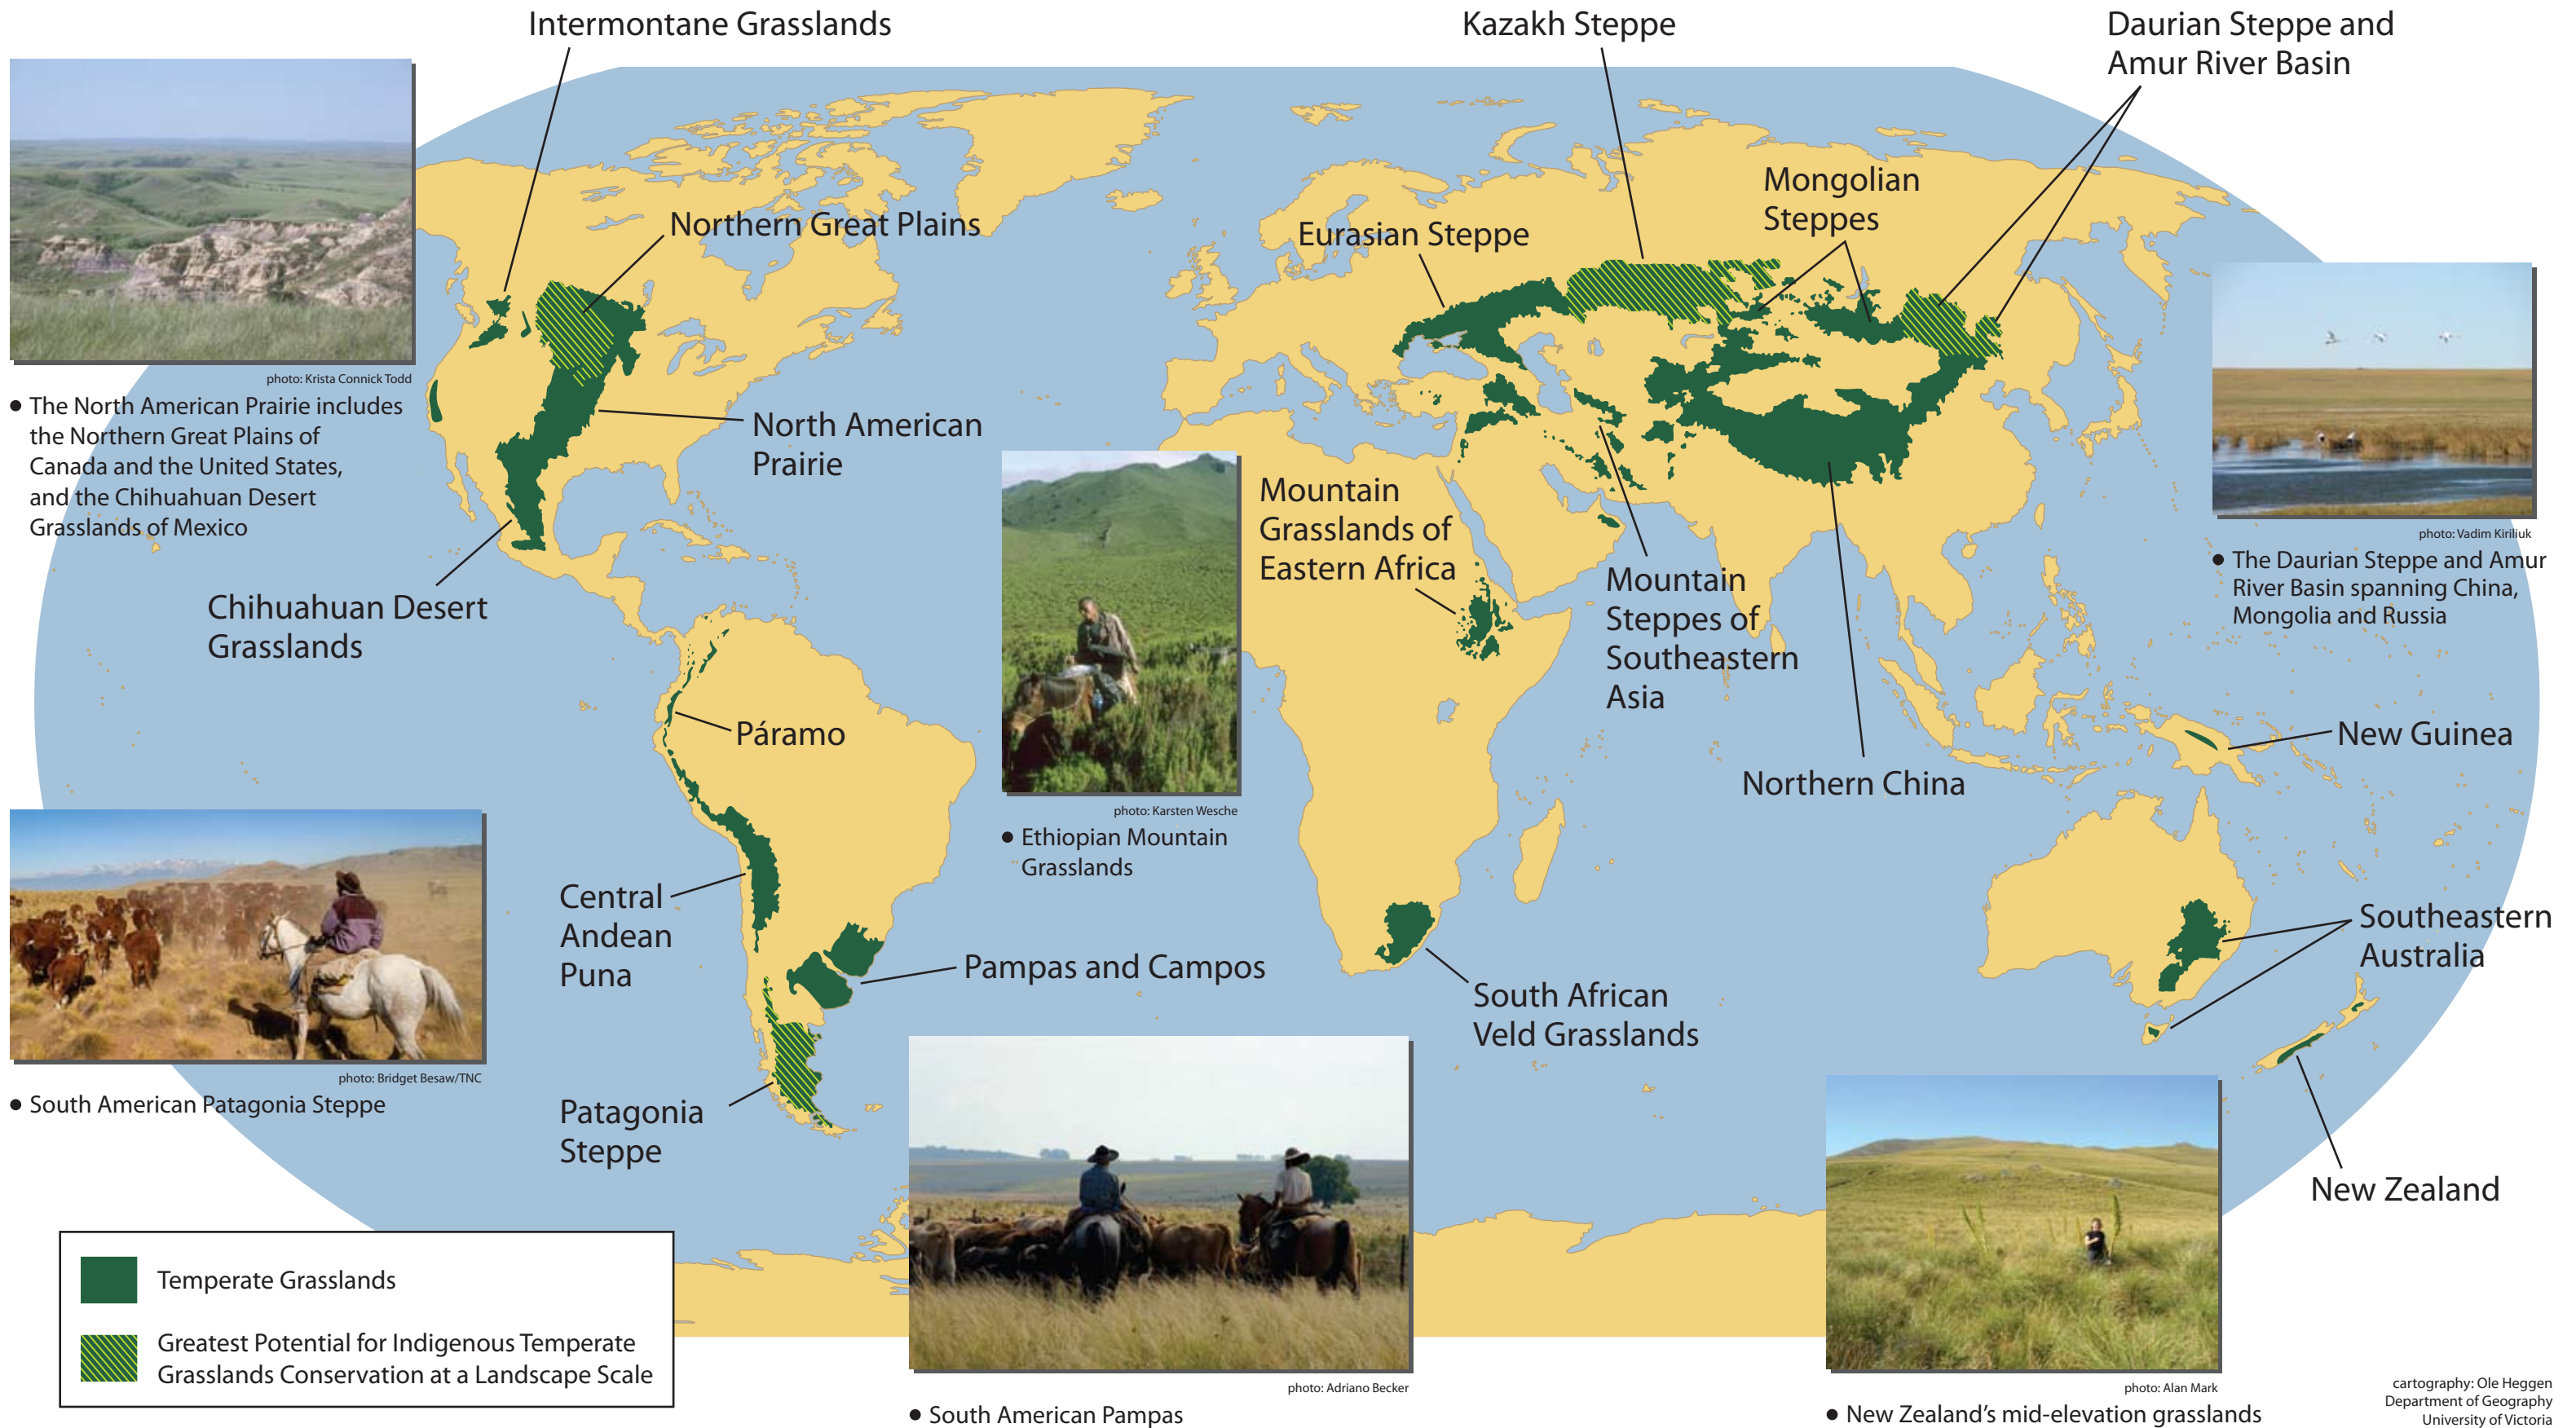 Intermontane Grasslands
Kazakh Steppe
Daurian Steppe and
Amur River Basin
Mongolian
Steppes
Northern Great Plains
Eurasian Steppe
photo: Krista Connick Todd
• The North American Prairie includes
the Northern Great Plains of
Canada and the United States,
and the Chihuahuan Desert
Grasslands of Mexico
North American
Prairie
Mountain
Grasslands of
Eastern Africa
photo: Vadim Kiriliuk
• The Daurian Steppe and Amur
River Basin spanning China,
Mongolia and Russia
Chihuahuan Desert
Grasslands
Mountain
Steppes of
Southeastern
Asia
Páramo
New Guinea
Northern China
photo: Karsten Wesche
• Ethiopian Mountain
Grasslands
Central
Andean
Puna
Southeastern
Australia
Pampas and Campos
South African
Veld Grasslands
photo: Bridget Besaw/TNC
• South American Patagonia Steppe
Patagonia
Steppe
New Zealand
Temperate Grasslands
Greatest Potential for Indigenous Temperate
Grasslands Conservation at a Landscape Scale
photo: Adriano Becker
• South American Pampas
photo: Alan Mark
• New Zealand's mid-elevation grasslands
cartography: Ole Heggen
Department of Geography
University of Victoria